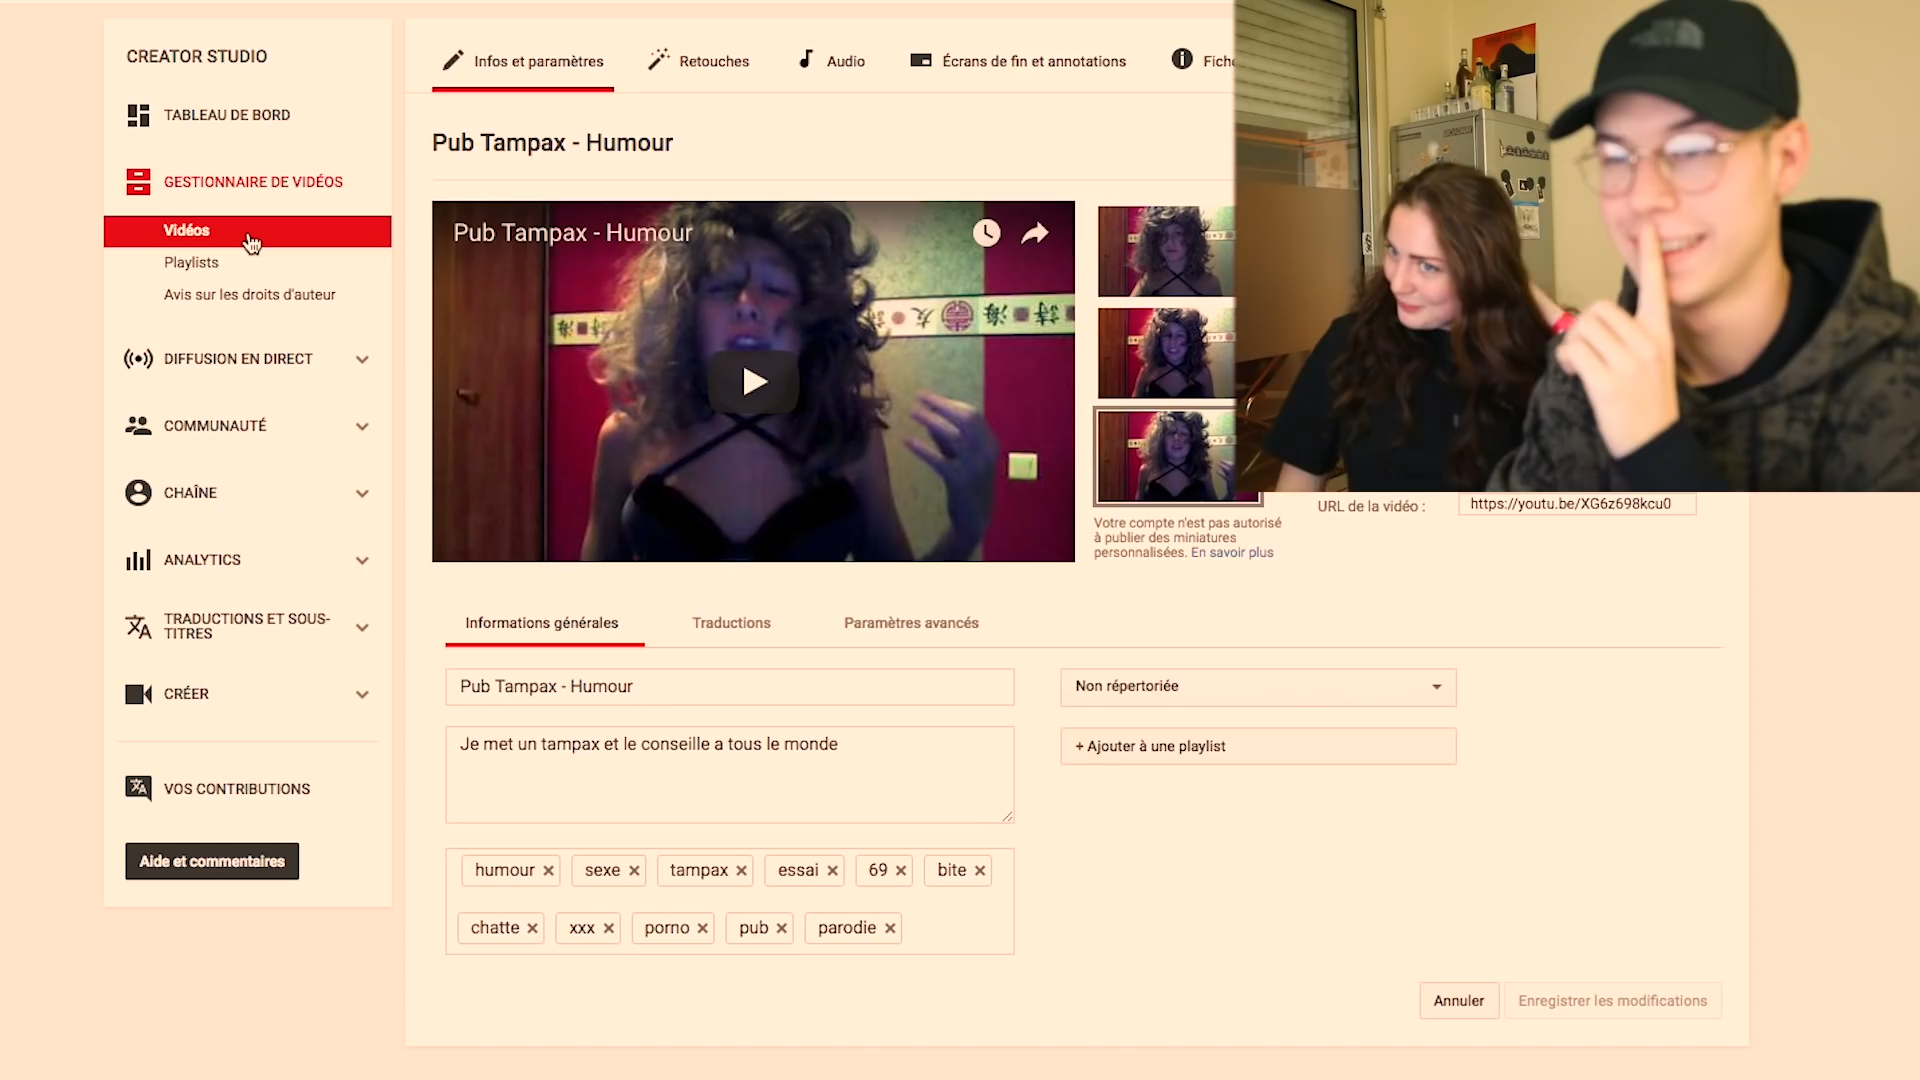 CREATOR STUDIO
TABLEAU DE BORD
GESTIONNAIRE DE VIDÉOS
Vidéos
Playlists
Avis sur les droits d'auteur
DIFFUSION EN DIRECT
COMMUNAUTÉ
CHAÎNE
ANALYTICS
TRADUCTIONS ET SOUS-
TITRES
CRÉER
VOS CONTRIBUTIONS
Aide et commentaires
Infos et paramètres
Retouches
Audio
Écrans de fin et annotations
Pub Tampax - Humour
Pub Tampax - Humour
詩
友
海
詩
URL de la vidéo :
https://youtu.be/XG6z698kcu0
Votre compte n'est pas autorisé
à publier des miniatures
personnalisées. En savoir plus
Informations générales
Traductions
Paramètres avancés
Pub Tampax - Humour
Non répertoriée
Je met un tampax et le conseille a tous le monde
+ Ajouter à une playlist
humour sexe tampax essai 69 bite
chatte xxx porno pub parodie
Annuler
Enregistrer les modifications